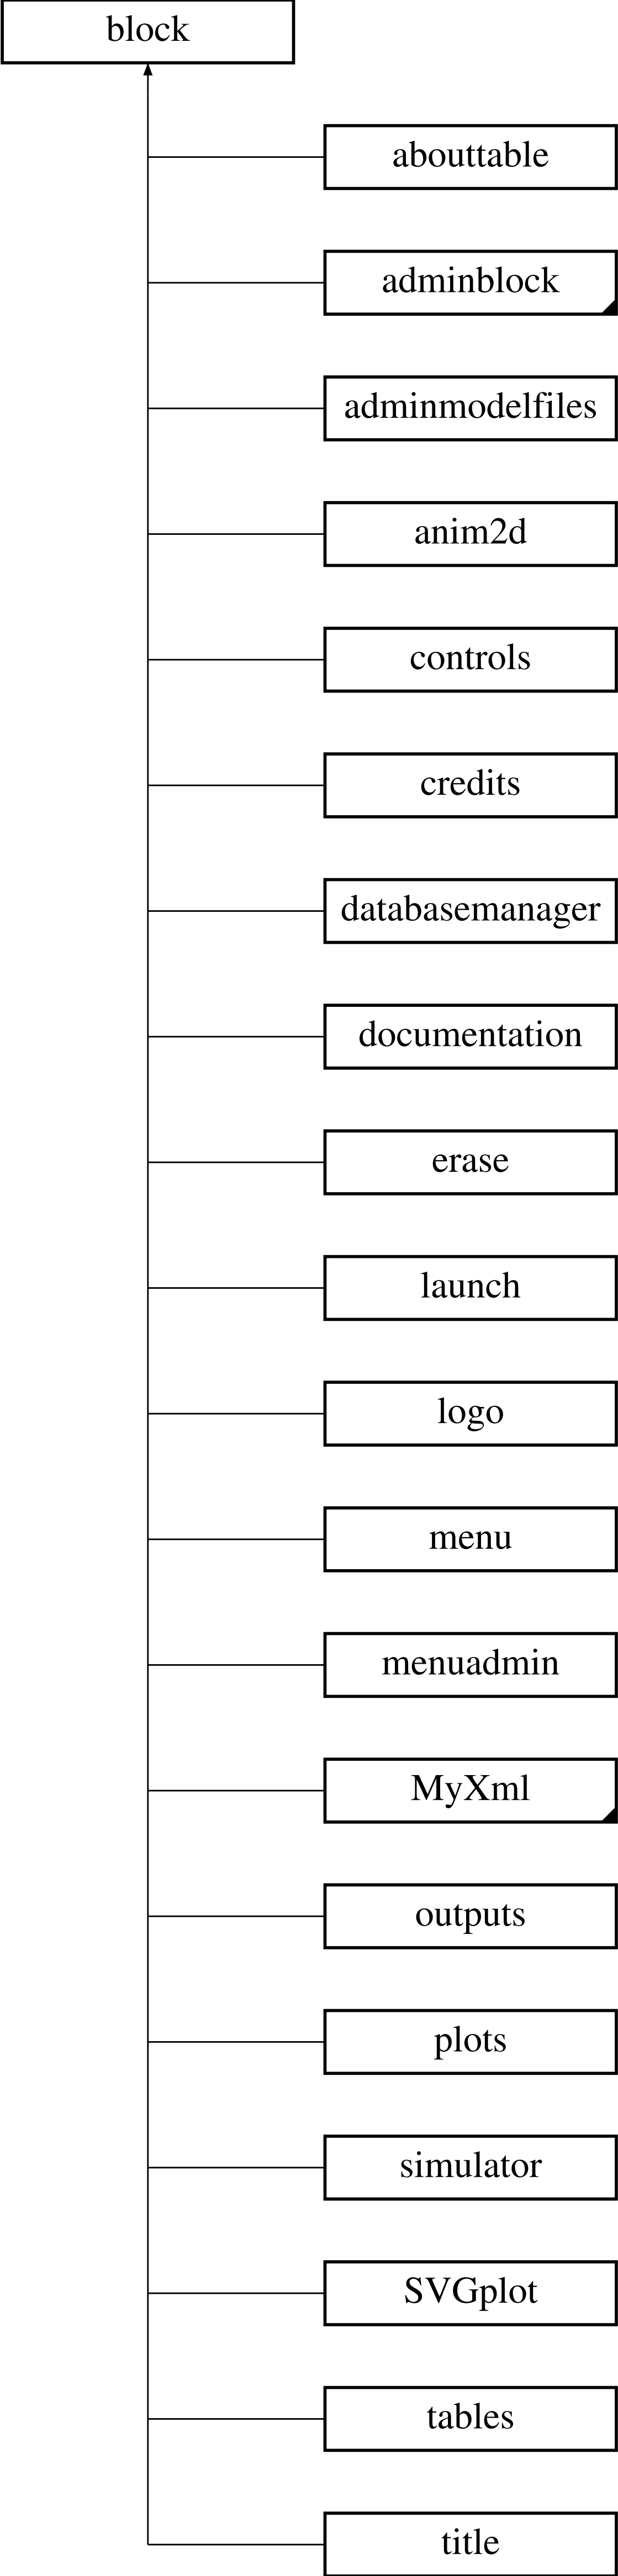 block
abouttable
adminblock
adminmodelfiles
anim2d
controls
credits
databasemanager
documentation
erase
launch
logo
menu
menuadmin
MyXml
outputs
plots
simulator
SVGplot
tables
title